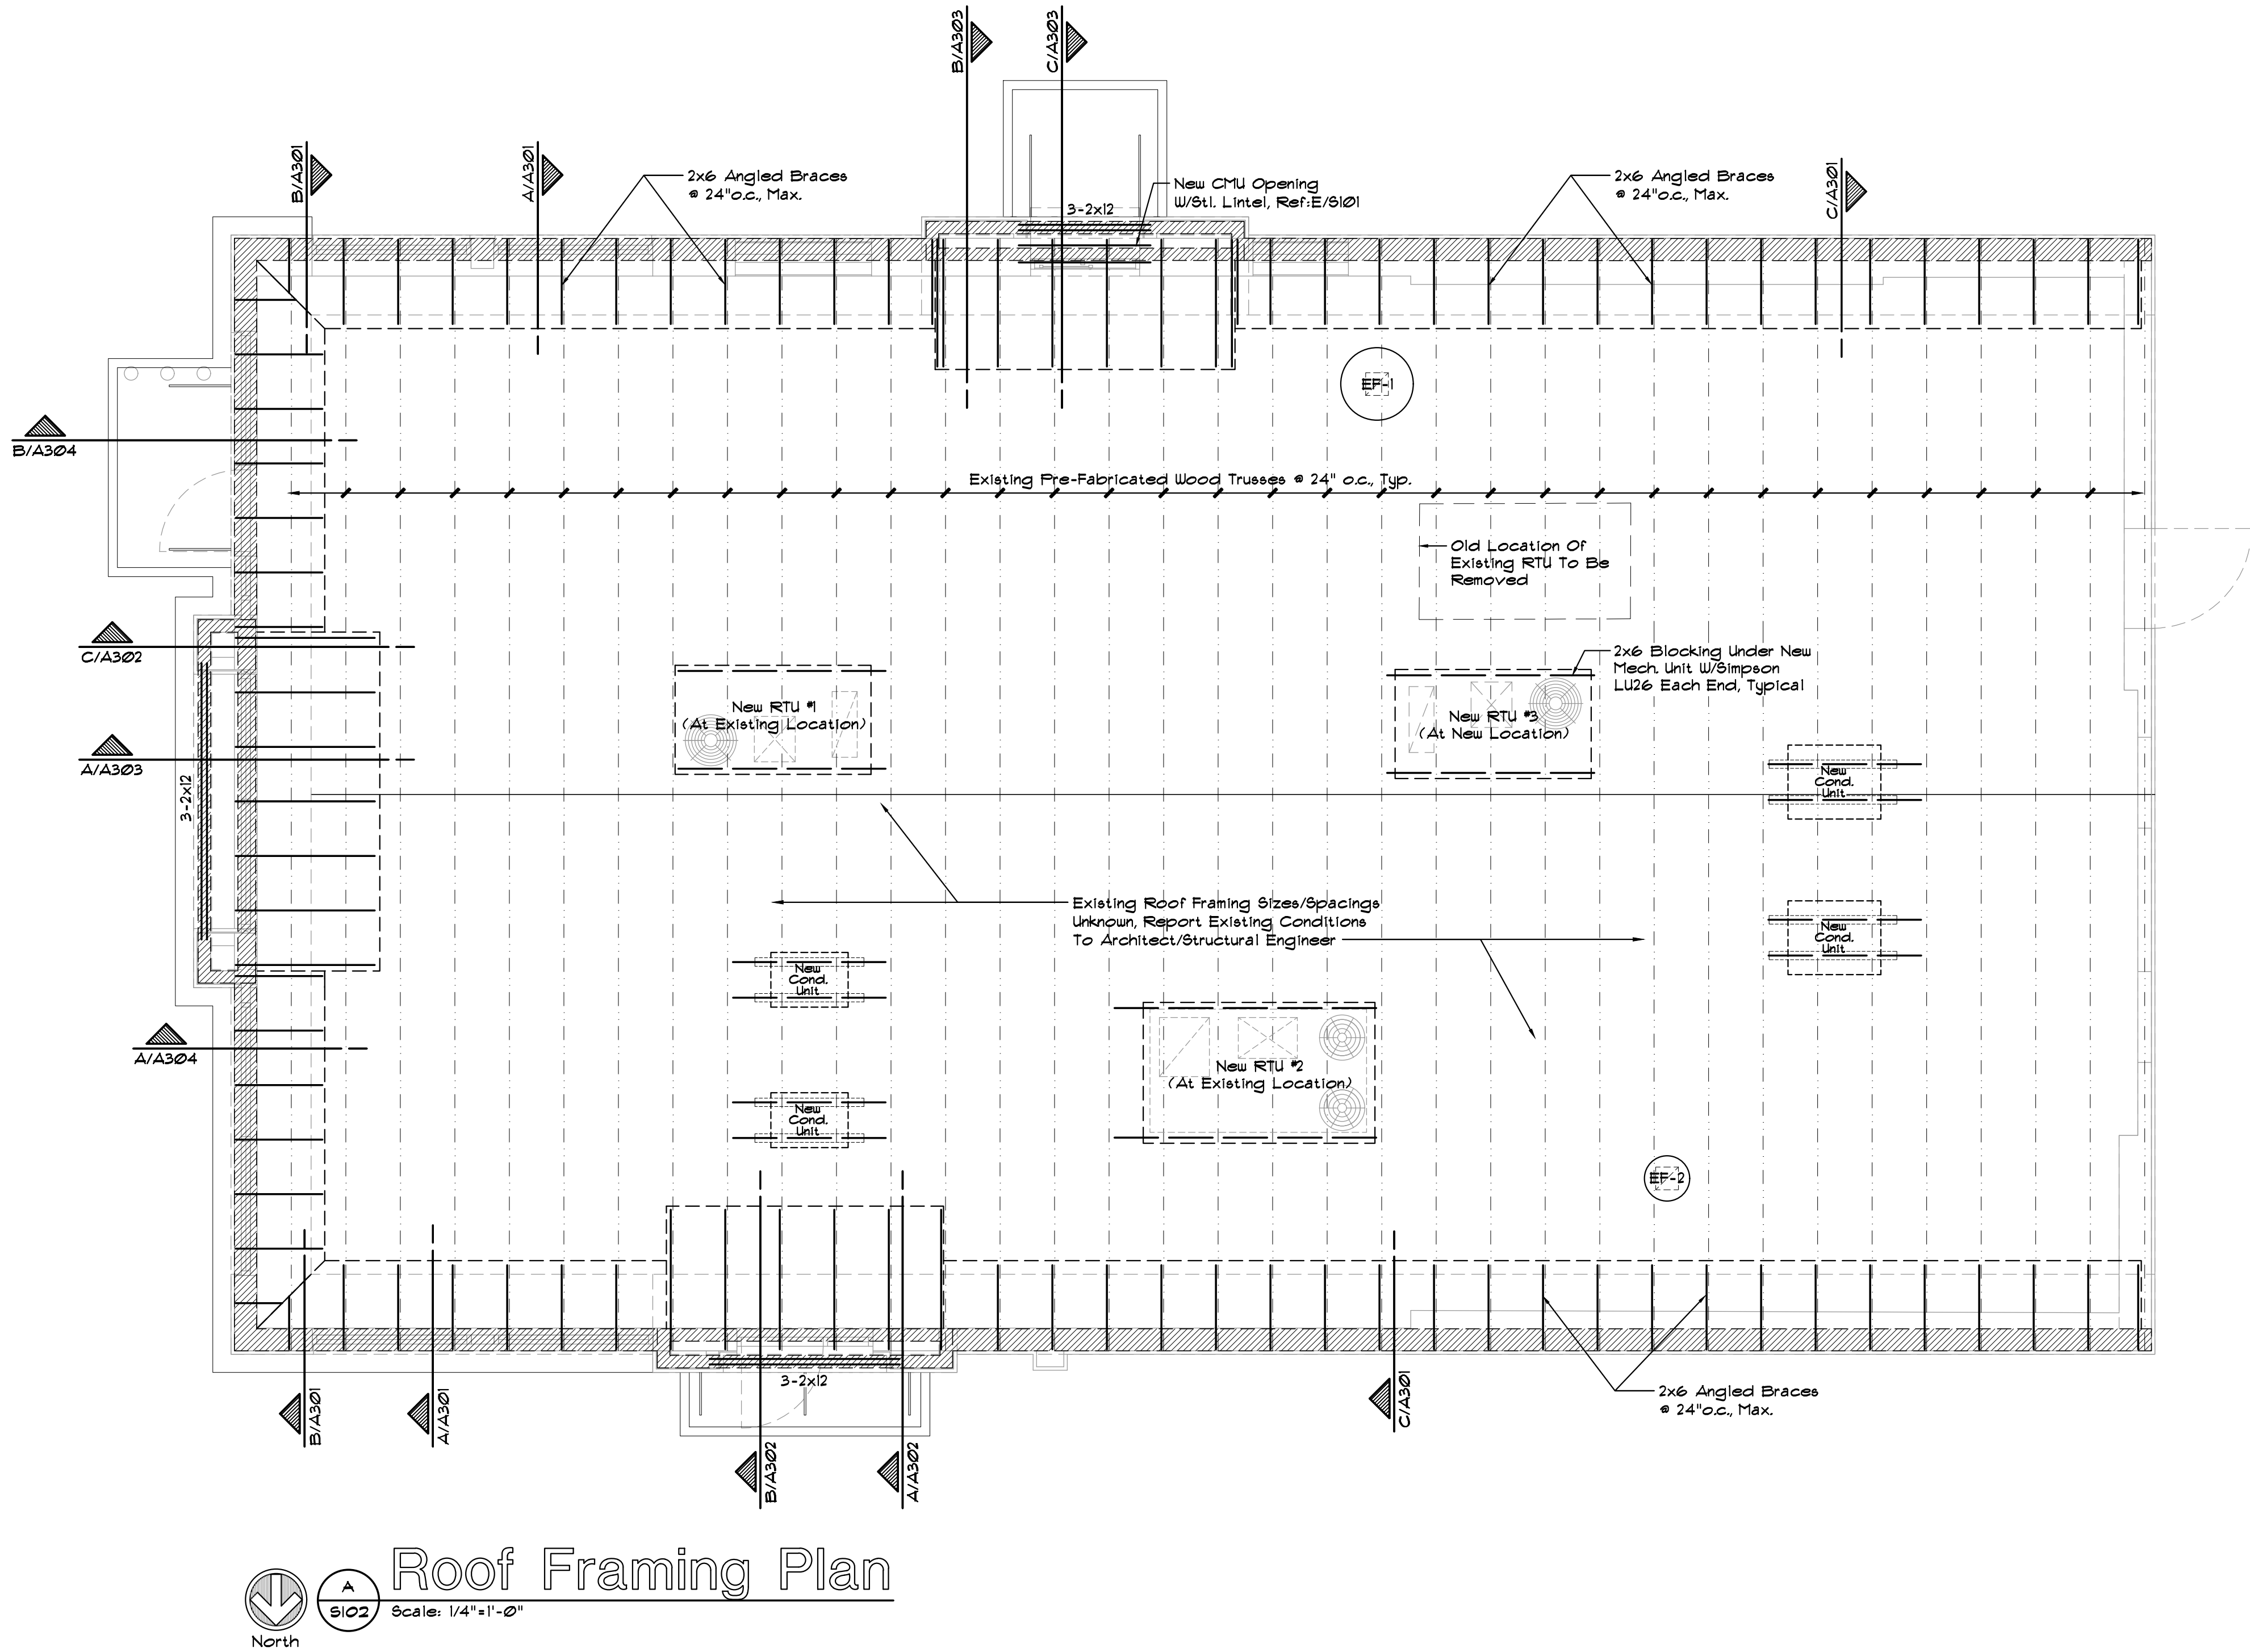 B/A303
C/A303
B/A301
A/A301
2x6 Angled Braces
@ 24"o.c., Max.
New CMU Opening
W/Stl. Lintel, Ref:E/S101
3-2x12
2x6 Angled Braces
@ 24"o.c., Max.
C/A301
EF-1
B/A304
Existing Pre-Fabricated Wood Trusses @ 24" o.c., Typ.
Old Location Of
Existing RTU To Be
Removed
C/A302
2x6 Blocking Under New
Mech. Unit W/Simpson
LU26 Each End, Typical
New RTU #1
(At Existing Location)
New RTU #3
(At New Location)
A/A303
3-2x12
New
Cond.
Unit
Existing Roof Framing Sizes/Spacings
Unknown, Report Existing Conditions
To Architect/Structural Engineer
New
Cond.
Unit
New
Cond.
Unit
A/A304
New RTU #2
(At Existing Location)
New
Cond.
Unit
EF-2
3-2x12
B/A301
A/A301
C/A301
2x6 Angled Braces
@ 24"o.c., Max.
B/A302
A/A302
Roof Framing Plan
A
S102
Scale: 1/4"=1'-0"
North